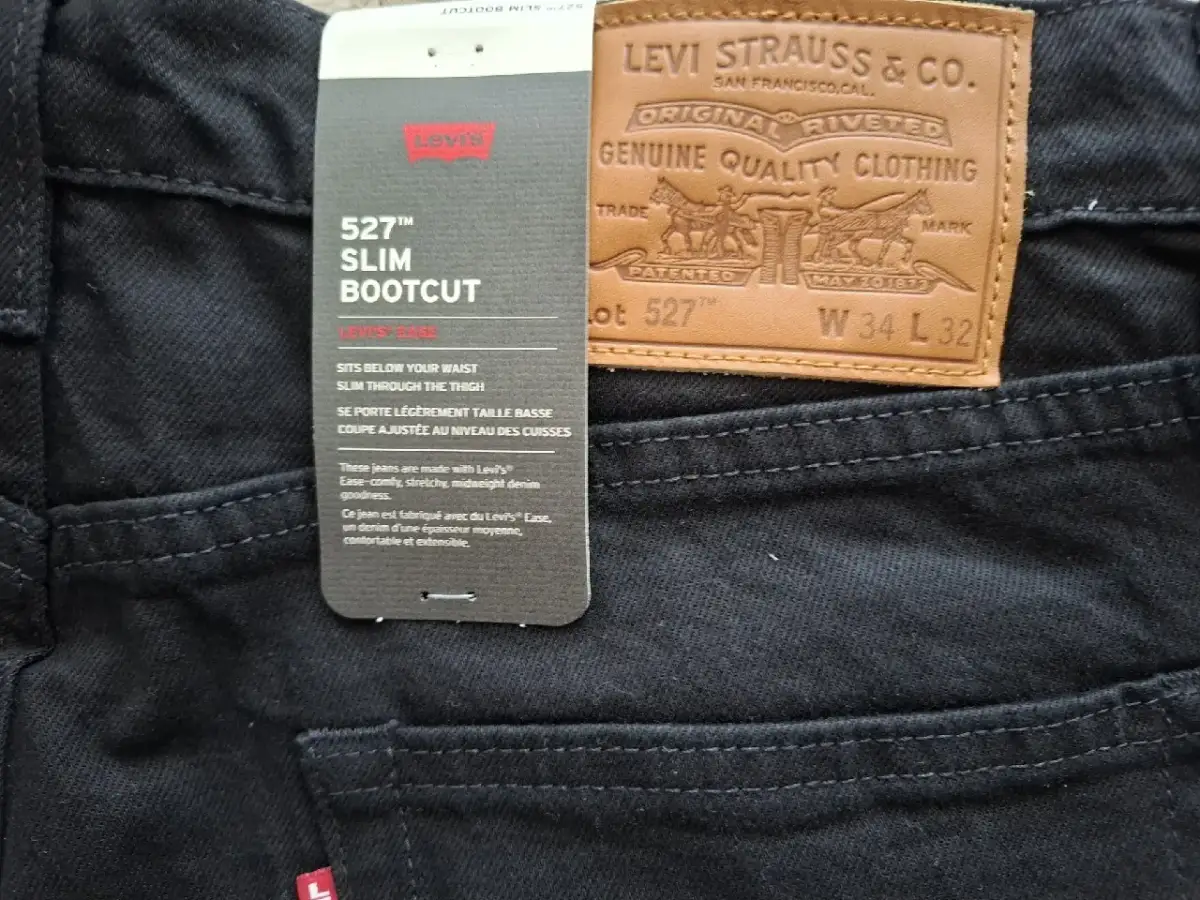 527™ SLIM BOOTCUT
Levi's
527™
SLIM
BOOTCUT
LEVI'S® EASE
SITS BELOW YOUR WAIST
SLIM THROUGH THE THIGH
SE PORTE LÉGÈREMENT TAILLE BASSE
COUPE AJUSTÉE AU NIVEAU DES CUISSES
These jeans are made with Levi's®
Ease-comfy, stretchy, midweight denim
goodness.
Ce jean est fabriqué avec du Levi's® Ease,
un denim d'une épaisseur moyenne,
confortable et extensible.
LEVI STRAUSS & CO.
SAN FRANCISCO, CAL.
ORIGINAL RIVETED
GENUINE QUALITY CLOTHING
TRADE MARK
PATENTED MAY 20 1873
Lot 527™ W 34 L 32
L